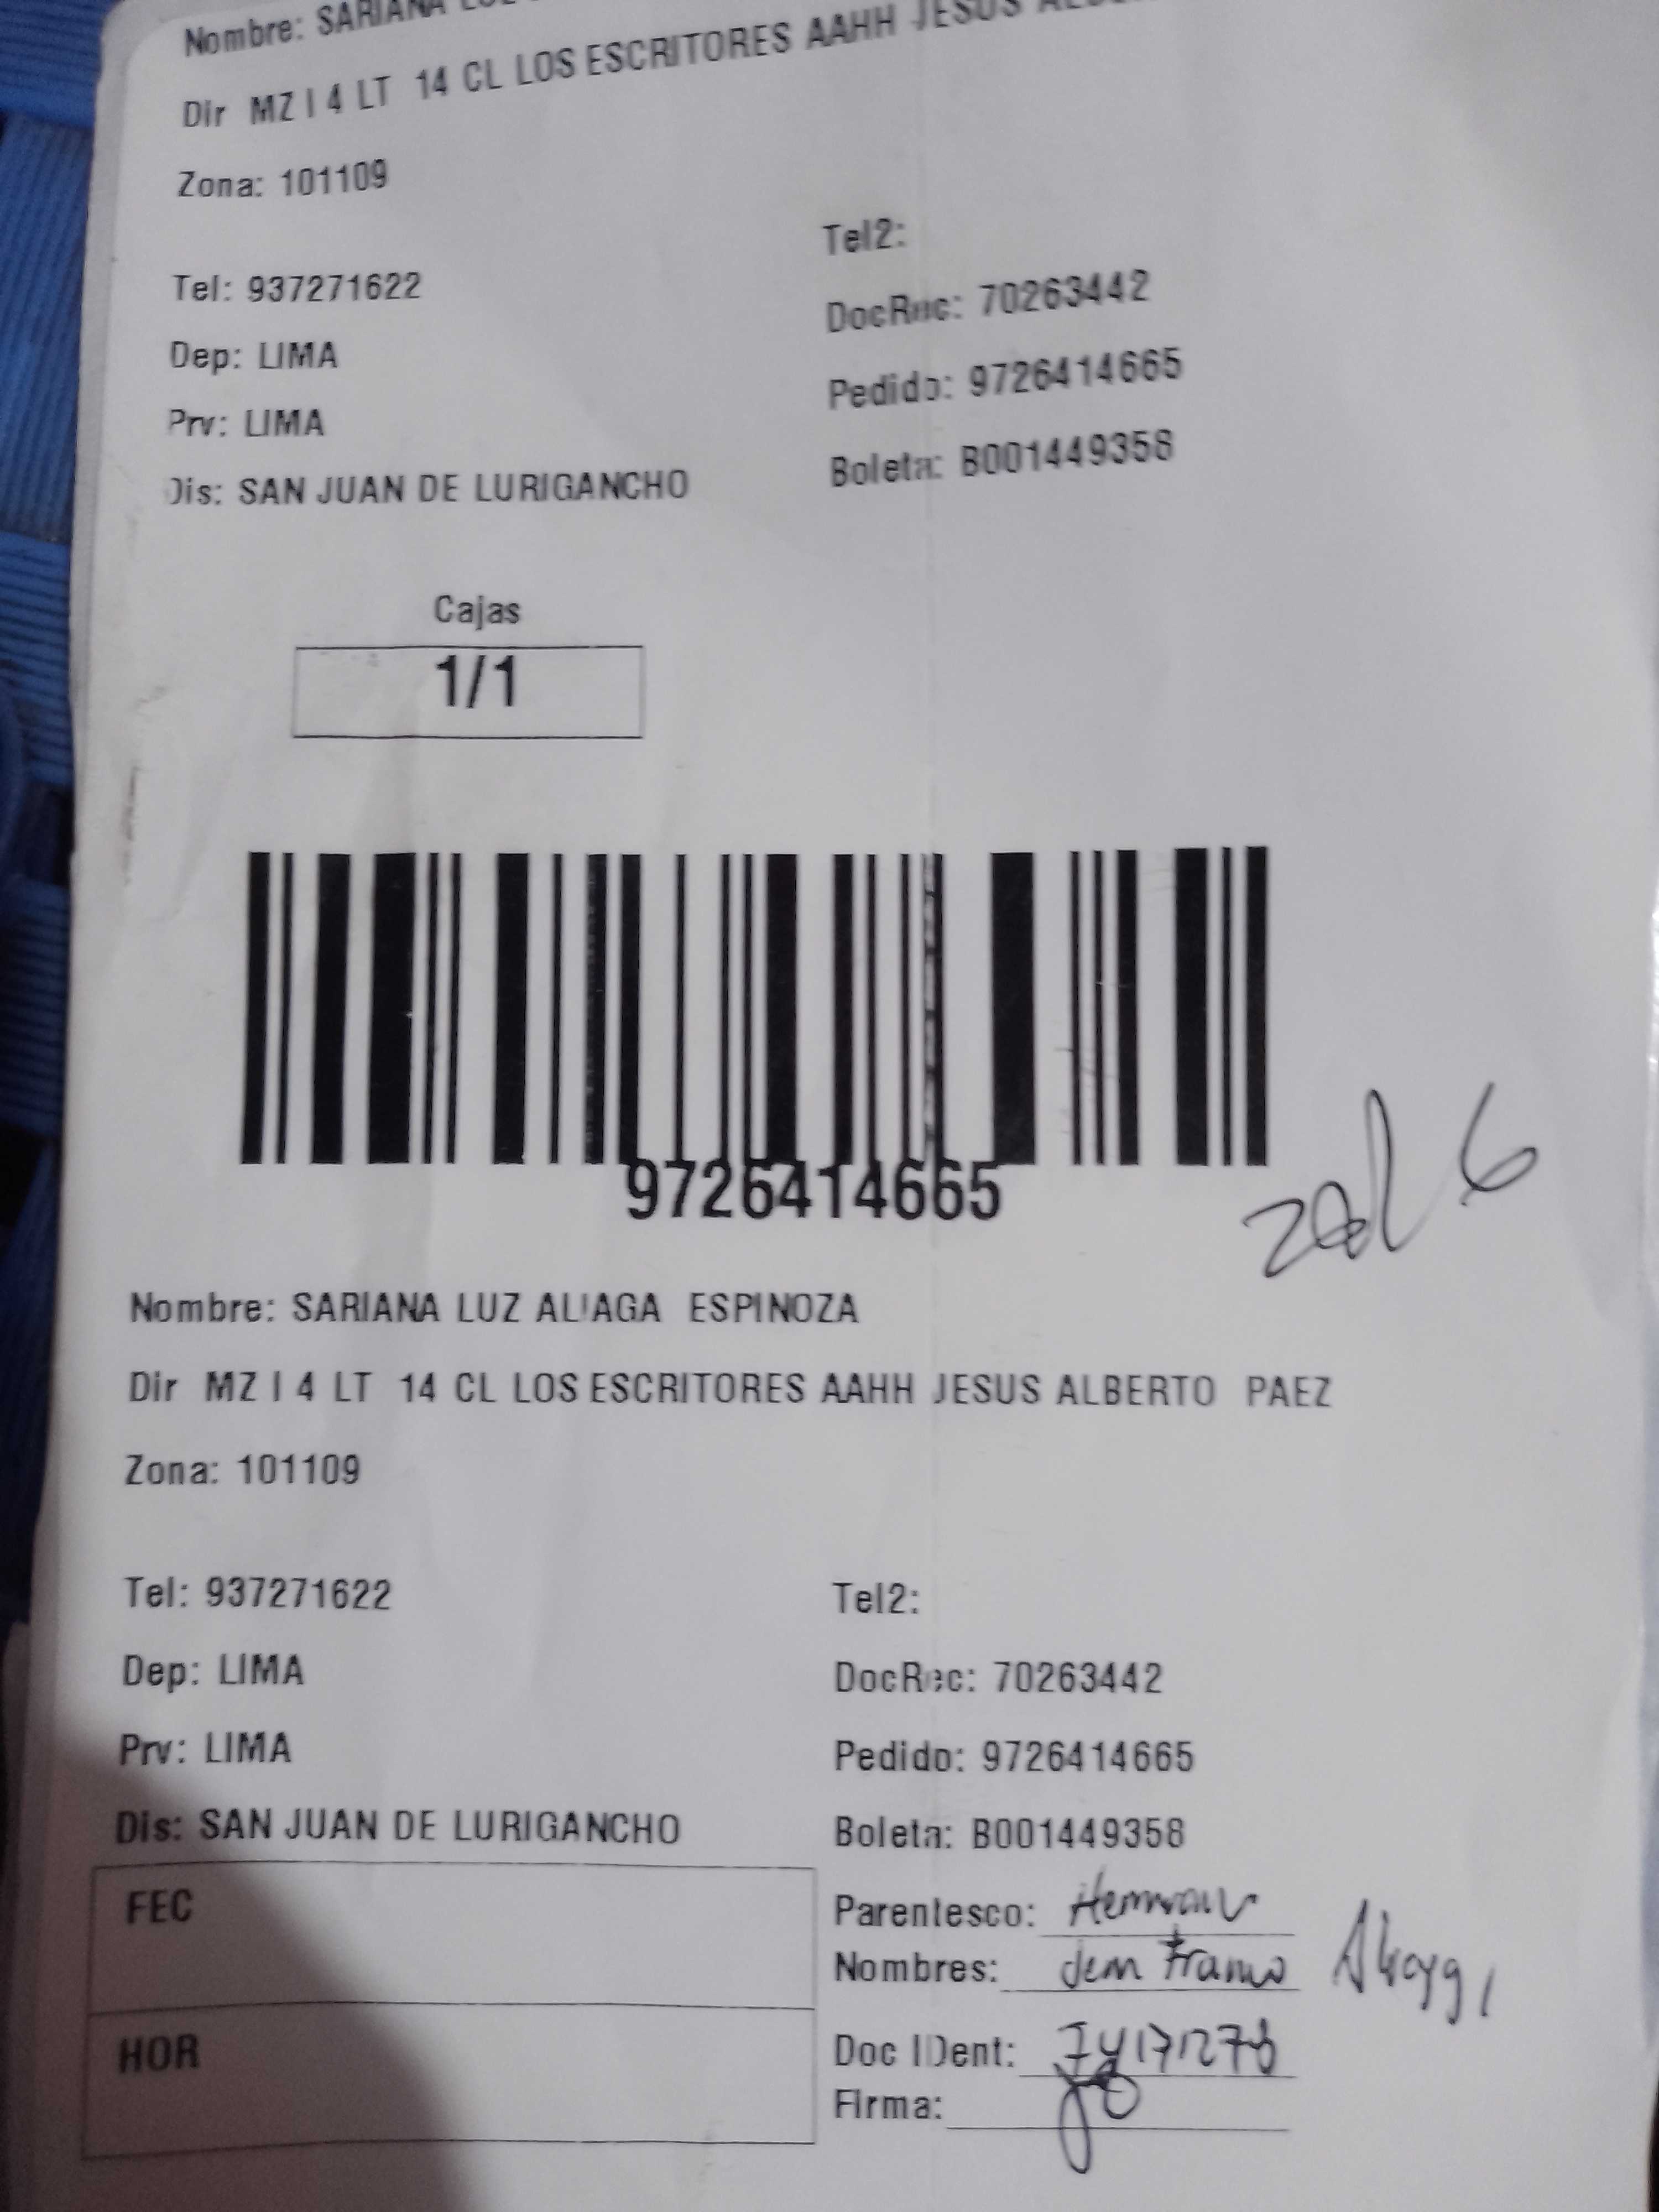 Nombre: SARIANA
Dir MZ I 4 LT 14 CL LOS ESCRITORES AAHH JESUS
Zona: 101109
Tel2:
Tel: 937271622
DocRec: 70263442
Dep: LIMA
Pedido: 9726414665
Prv: LIMA
Boleta: B001449358
Dis: SAN JUAN DE LURIGANCHO
Cajas
1/1
9726414665
Nombre: SARIANA LUZ ALIAGA ESPINOZA
Dir MZ I 4 LT 14 CL LOS ESCRITORES AAHH JESUS ALBERTO PAEZ
Zona: 101109
Tel: 937271622
Tel2:
Dep: LIMA
DocRec: 70263442
Prv: LIMA
Pedido: 9726414665
Dis: SAN JUAN DE LURIGANCHO
Boleta: B001449358
FEC
Parentesco:
Nombres:
HOR
Doc IDent:
Firma: